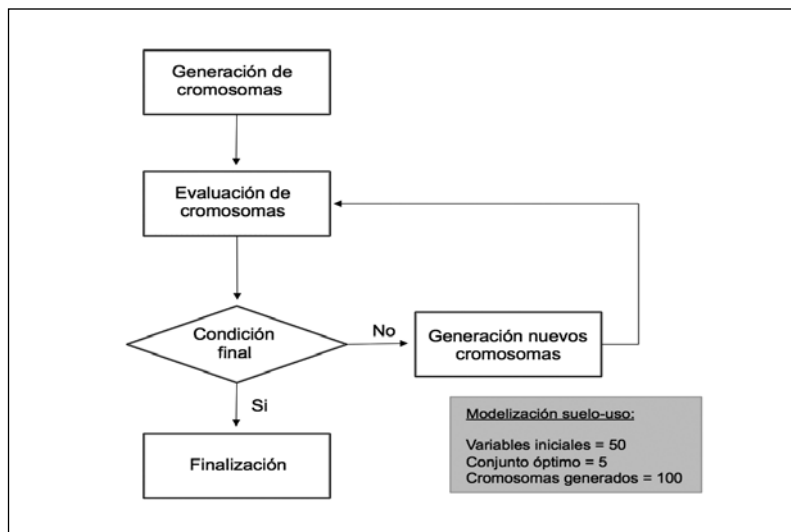 Generación de
cromosomas
Evaluación de
cromosomas
Condición
final
No
Generación nuevos
cromosomas
Si
Finalización
Modelización suelo-uso:
Variables iniciales = 50
Conjunto óptimo = 5
Cromosomas generados = 100